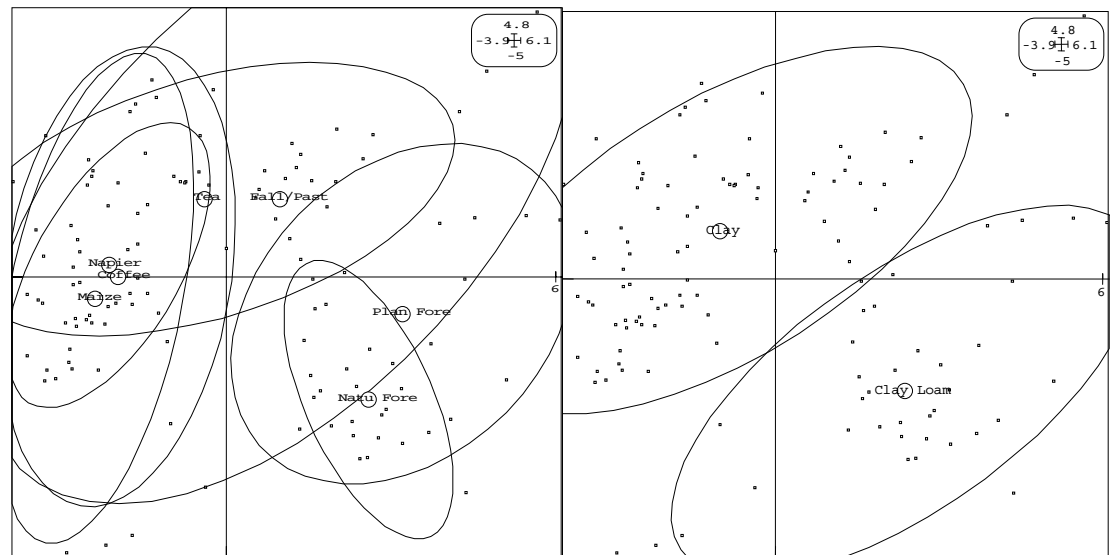 4.8
-3.9 6.1
-5
Tea
Fall/Past
Napier
Coffee
Maize
6
Plan Fore
Natu Fore
4.8
-3.9 6.1
-5
Clay
6
Clay Loam